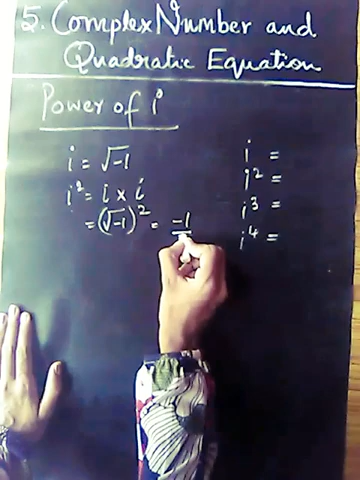 5. Complex Number and
Quadratic Equation
Power of i
i = √-1
i² = i × i
= (√-1)² = -1
i =
i² =
i³ =
i⁴ =